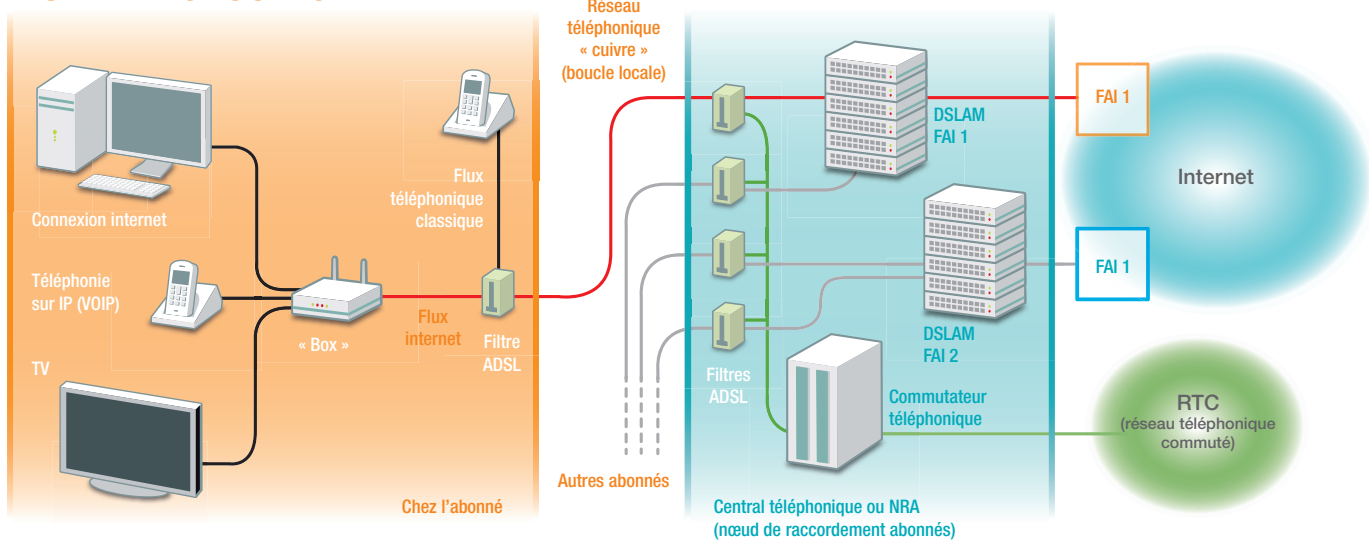 Réseau
téléphonique
« cuivre »
(boucle locale)
FAI 1
DSLAM
FAI 1
Internet
Flux
téléphonique
classique
Connexion internet
Téléphonie
sur IP (VOIP)
FAI 1
Flux
internet
« Box »
Filtre
ADSL
DSLAM
FAI 2
TV
Filtres
ADSL
Commutateur
téléphonique
RTC
(réseau téléphonique
commuté)
Autres abonnés
Chez l’abonné
Central téléphonique ou NRA
(nœud de raccordement abonnés)